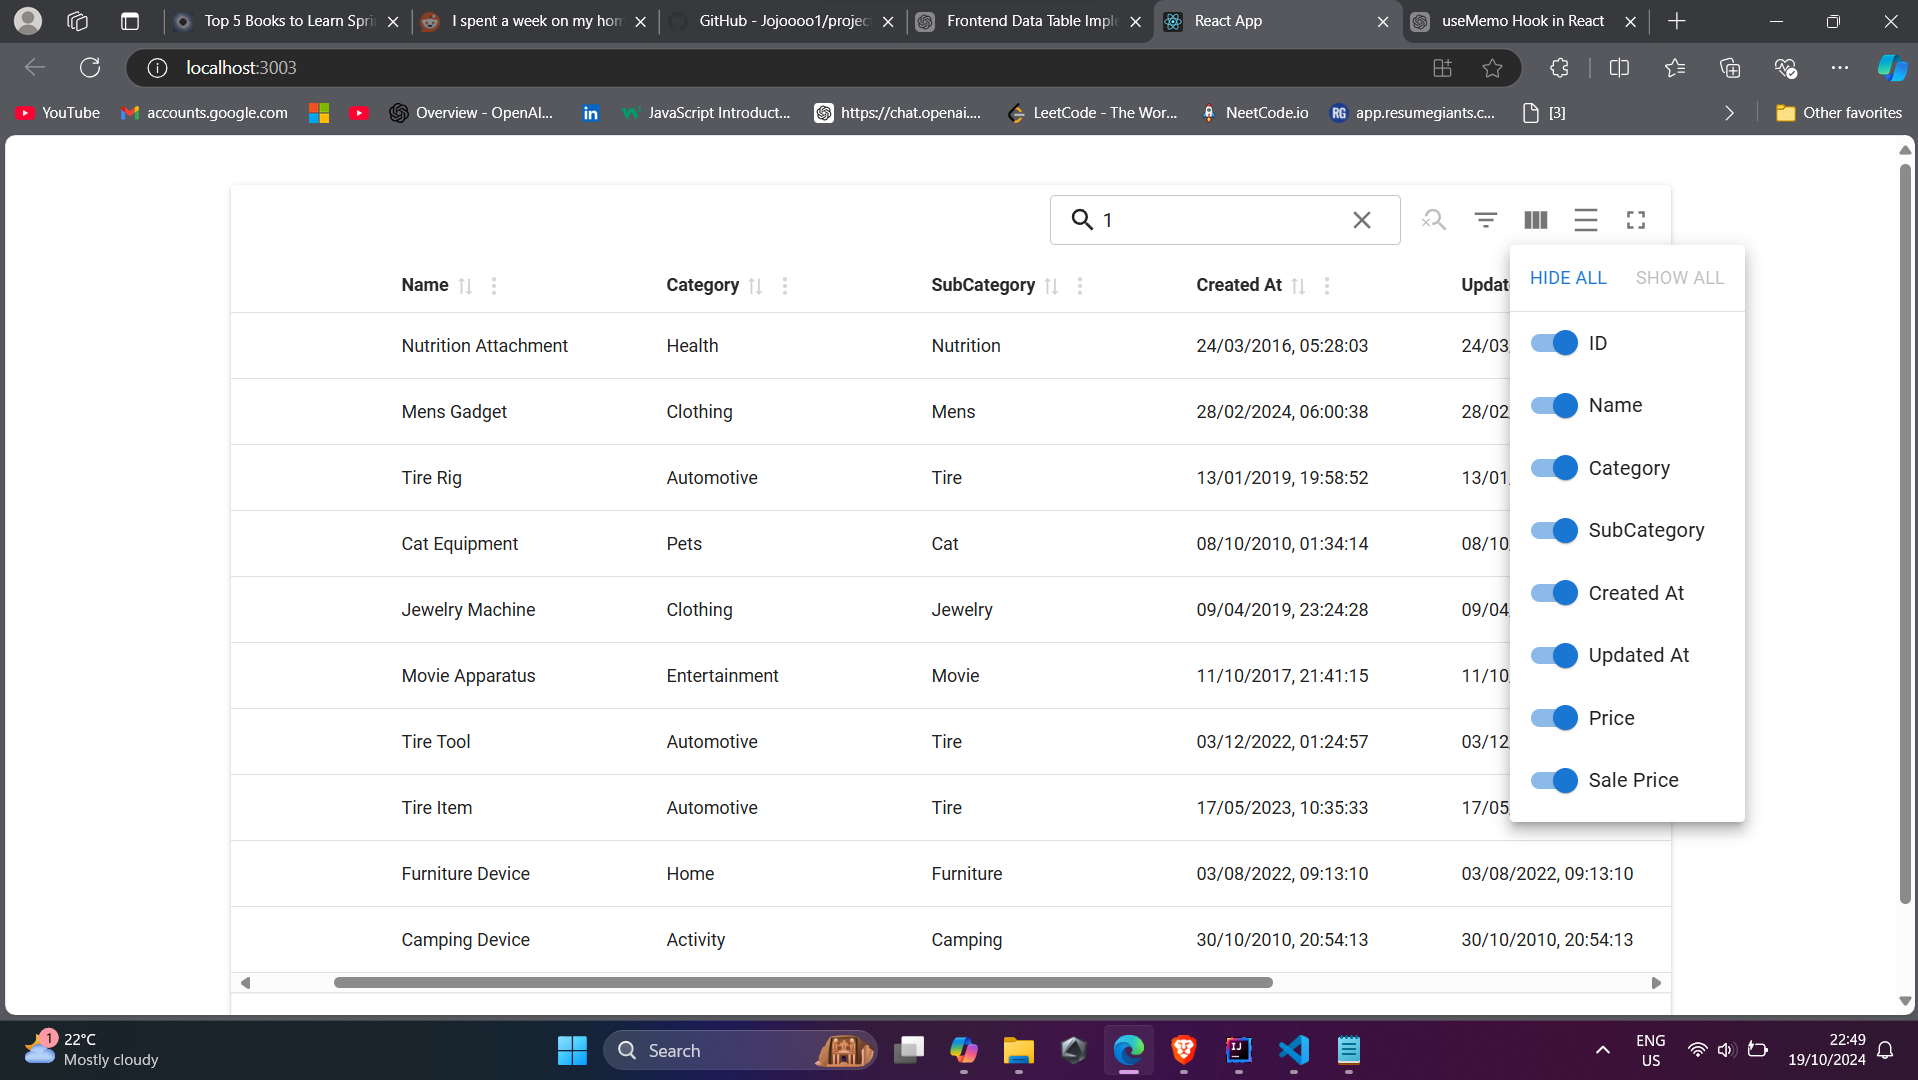 Top 5 Books to Learn Spri
I spent a week on my hom
GitHub - Jojoooo1/project
Frontend Data Table Imple
React App
useMemo Hook in React
localhost:3003
YouTube
accounts.google.com
Overview - OpenAI...
JavaScript Introduct...
https://chat.openai....
LeetCode - The Wor...
NeetCode.io
RG
app.resumegiants.c...
[3]
Other favorites
1
HIDE ALL SHOW ALL
Name Category SubCategory Created At Updat
ID
Name
Category
SubCategory
Created At
Updated At
Price
Sale Price
Nutrition Attachment Health Nutrition 24/03/2016, 05:28:03 24/03
Mens Gadget Clothing Mens 28/02/2024, 06:00:38 28/02
Tire Rig Automotive Tire 13/01/2019, 19:58:52 13/01
Cat Equipment Pets Cat 08/10/2010, 01:34:14 08/10
Jewelry Machine Clothing Jewelry 09/04/2019, 23:24:28 09/04
Movie Apparatus Entertainment Movie 11/10/2017, 21:41:15 11/10
Tire Tool Automotive Tire 03/12/2022, 01:24:57 03/12
Tire Item Automotive Tire 17/05/2023, 10:35:33 17/05
Furniture Device Home Furniture 03/08/2022, 09:13:10 03/08/2022, 09:13:10
Camping Device Activity Camping 30/10/2010, 20:54:13 30/10/2010, 20:54:13
1
22°C
Mostly cloudy
Search
IJ
ENG
US
22:49
19/10/2024